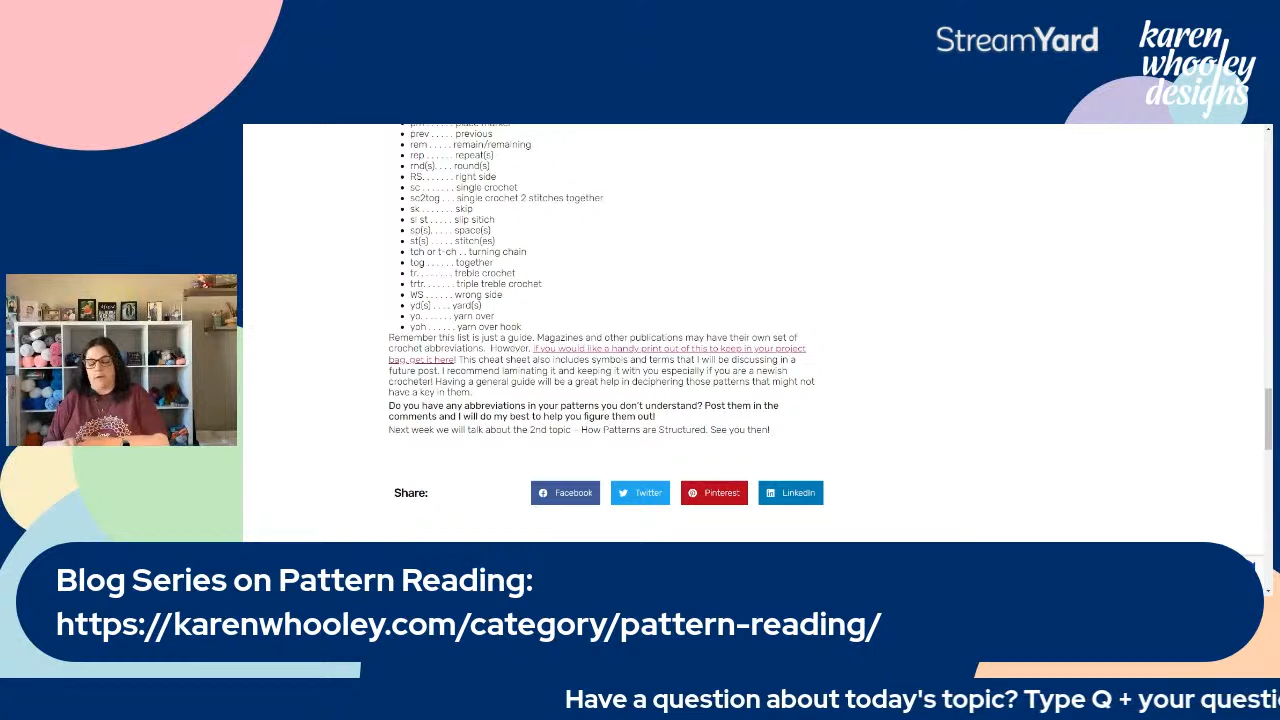 StreamYard
karen
whooley
designs
prev . . . . . previous
rem . . . . . remain/remaining
rep . . . . . . repeat(s)
rnd(s). . . . round(s)
RS. . . . . . . right side
sc . . . . . . . single crochet
sc2tog . . . single crochet 2 stitches together
sk . . . . . . . skip
sl st . . . . . slip stitch
sp(s). . . . . space(s)
st(s) . . . . . stitch(es)
tch or t-ch . . turning chain
tog . . . . . . together
tr. . . . . . . . treble crochet
trtr. . . . . . . triple treble crochet
WS . . . . . . wrong side
yd(s) . . . . yard(s)
yo. . . . . . . yarn over
yoh . . . . . . yarn over hook
Remember this list is just a guide. Magazines and other publications may have their own set of
crochet abbreviations. However, if you would like a handy print out of this to keep in your project
bag, get it here! This cheat sheet also includes symbols and terms that I will be discussing in a
future post. I recommend laminating it and keeping it with you especially if you are a newish
crocheter! Having a general guide will be a great help in deciphering those patterns that might not
have a key in them.
Do you have any abbreviations in your patterns you don't understand? Post them in the
comments and I will do my best to help you figure them out!
Next week we will talk about the 2nd topic – How Patterns are Structured. See you then!
Share:
Facebook
Twitter
Pinterest
LinkedIn
Blog Series on Pattern Reading:
https://karenwhooley.com/category/pattern-reading/
Have a question about today's topic? Type Q + your questi